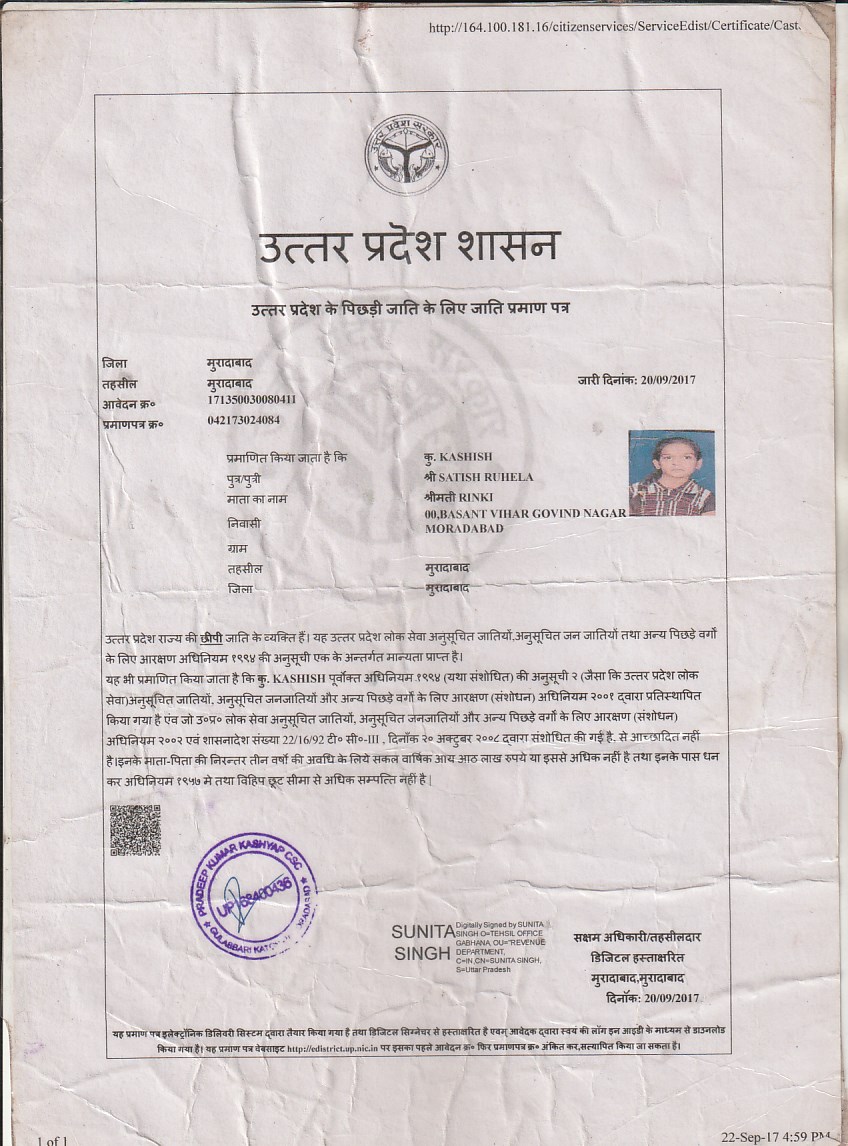 http://164.100.181.16/citizenservices/ServiceEdist/Certificate/Cast.
उत्तर प्रदेश सरकार
उत्तर प्रदेश शासन
उत्तर प्रदेश के पिछड़ी जाति के लिए जाति प्रमाण पत्र
जिला मुरादाबाद
तहसील मुरादाबाद
जारी दिनांक: 20/09/2017
आवेदन क्र० 171350030080411
प्रमाणपत्र क्र० 042173024084
प्रमाणित किया जाता है कि कु. KASHISH
पुत्र/पुत्री श्री SATISH RUHELA
माता का नाम श्रीमती RINKI
निवासी 00,BASANT VIHAR GOVIND NAGAR
MORADABAD
ग्राम
तहसील मुरादाबाद
जिला मुरादाबाद
उत्तर प्रदेश राज्य की छीपी जाति के व्यक्ति हैं। यह उत्तर प्रदेश लोक सेवा अनुसूचित जातियों,अनुसूचित जन जातियों तथा अन्य पिछड़े वर्गो
के लिए आरक्षण अधिनियम १९९४ की अनुसूची एक के अन्तर्गत मान्यता प्राप्त है।
यह भी प्रमाणित किया जाता है कि कु. KASHISH पूर्वोक्त अधिनियम १९९४ (यथा संशोधित) की अनुसूची २ (जैसा कि उत्तर प्रदेश लोक
सेवा)अनुसूचित जातियों, अनुसूचित जनजातियों और अन्य पिछड़े वर्गो के लिए आरक्षण (संशोधन) अधिनियम २००१ द्वारा प्रतिस्थापित
किया गया है एंव जो उ०प्र० लोक सेवा अनुसूचित जातियों, अनुसूचित जनजातियों और अन्य पिछड़े वर्गो के लिए आरक्षण (संशोधन)
अधिनियम २००२ एवं शासनादेश संख्या 22/16/92 टी० सी०-III , दिनाँक २० अक्टुबर २००८ द्वारा संशोधित की गई है. से आच्छादित नहीं
है।इनके माता-पिता की निरन्तर तीन वर्षो की अवधि के लिये सकल वार्षिक आय आठ लाख रुपये या इससे अधिक नहीं है तथा इनके पास धन
कर अधिनियम १९५७ मे तथा विहिप छूट सीमा से अधिक सम्पत्ति नहीं है |
PRADEEP KUMAR KASHYAP CSC
UP168480436
GULABBARI
SUNITA SINGH
Digitally Signed by SUNITA
SINGH O=TEHSIL OFFICE
GABHANA, OU="REVENUE
DEPARTMENT,
C=IN,CN=SUNITA SINGH,
S=Uttar Pradesh
सक्षम अधिकारी/तहसीलदार
डिजिटल हस्ताक्षरित
मुरादाबाद,मुरादाबाद
दिनाँक: 20/09/2017
यह प्रमाण पत्र इलेक्ट्रॉनिक डिलिवरी सिस्टम द्वारा तैयार किया गया है तथा डिजिटल सिग्नेचर से हस्ताक्षरित है एवम् आवेदक द्वारा स्वयं की लॉग इन आइडी के माध्यम से डाउनलोड
किया गया है। यह प्रमाण पत्र वेबसाइट http://edistrict.up.nic.in पर इसका पहले आवेदन क्र० फिर प्रमाणपत्र क्र० अंकित कर,सत्यापित किया जा सकता है।
1 of 1
22-Sep-17 4:59 PM